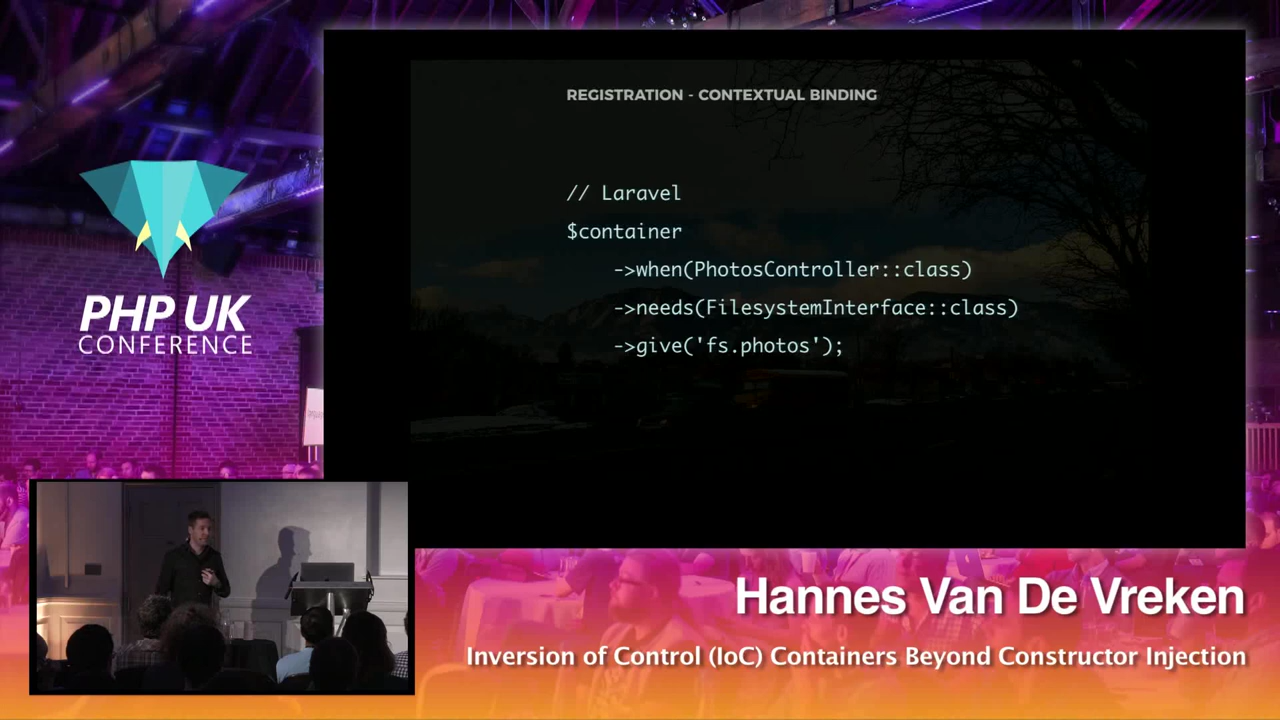 REGISTRATION - CONTEXTUAL BINDING
// Laravel
$container
->when(PhotosController::class)
->needs(FilesystemInterface::class)
->give('fs.photos');
PHP UK
CONFERENCE
Hannes Van De Vreken
Inversion of Control (IoC) Containers Beyond Constructor Injection